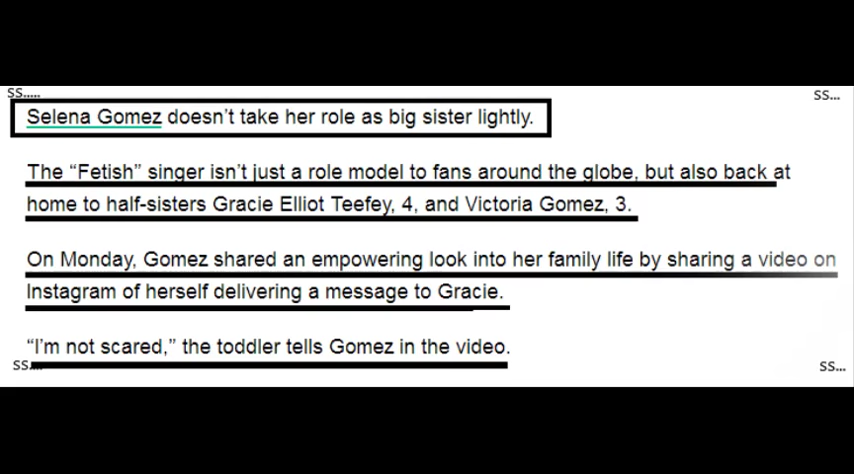 ss.....
ss...
Selena Gomez doesn't take her role as big sister lightly.
The “Fetish” singer isn't just a role model to fans around the globe, but also back at
home to half-sisters Gracie Elliot Teefey, 4, and Victoria Gomez, 3.
On Monday, Gomez shared an empowering look into her family life by sharing a video on
Instagram of herself delivering a message to Gracie.
“I'm not scared,” the toddler tells Gomez in the video.
ss....
ss...